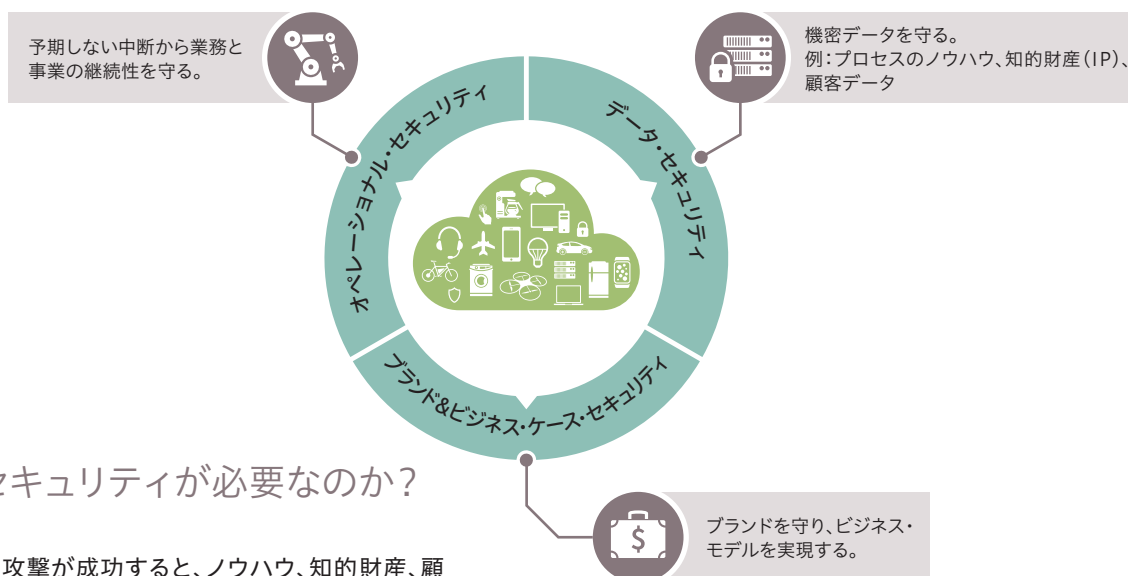 予期しない中断から業務と
事業の継続性を守る。
機密データを守る。
例：プロセスのノウハウ、知的財産（IP）、
顧客データ
オペレーショナル・セキュリティ
データ・セキュリティ
ブランド&ビジネス・ケース・セキュリティ
セキュリティが必要なのか？
ブランドを守り、ビジネス・
モデルを実現する。
$
攻撃が成功すると、ノウハウ、知的財産、顧